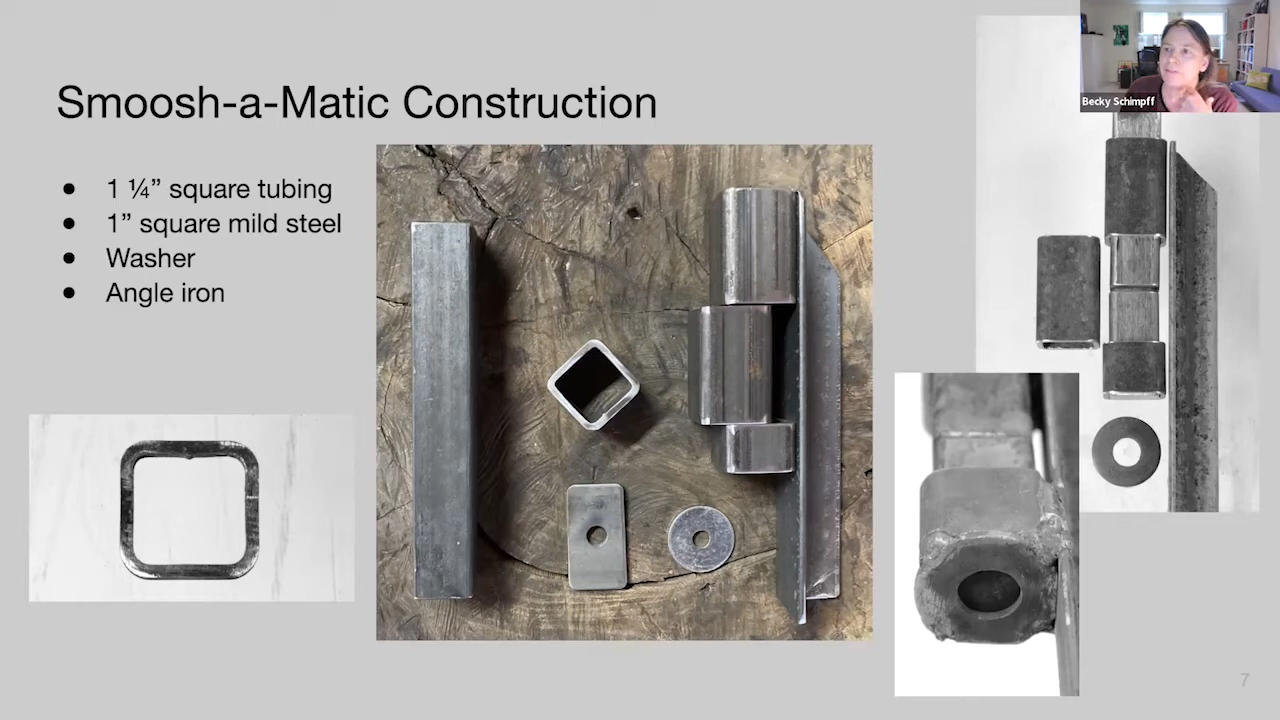 Smoosh-a-Matic Construction
● 1 ¼” square tubing
● 1” square mild steel
● Washer
● Angle iron
Becky Schimpff
7